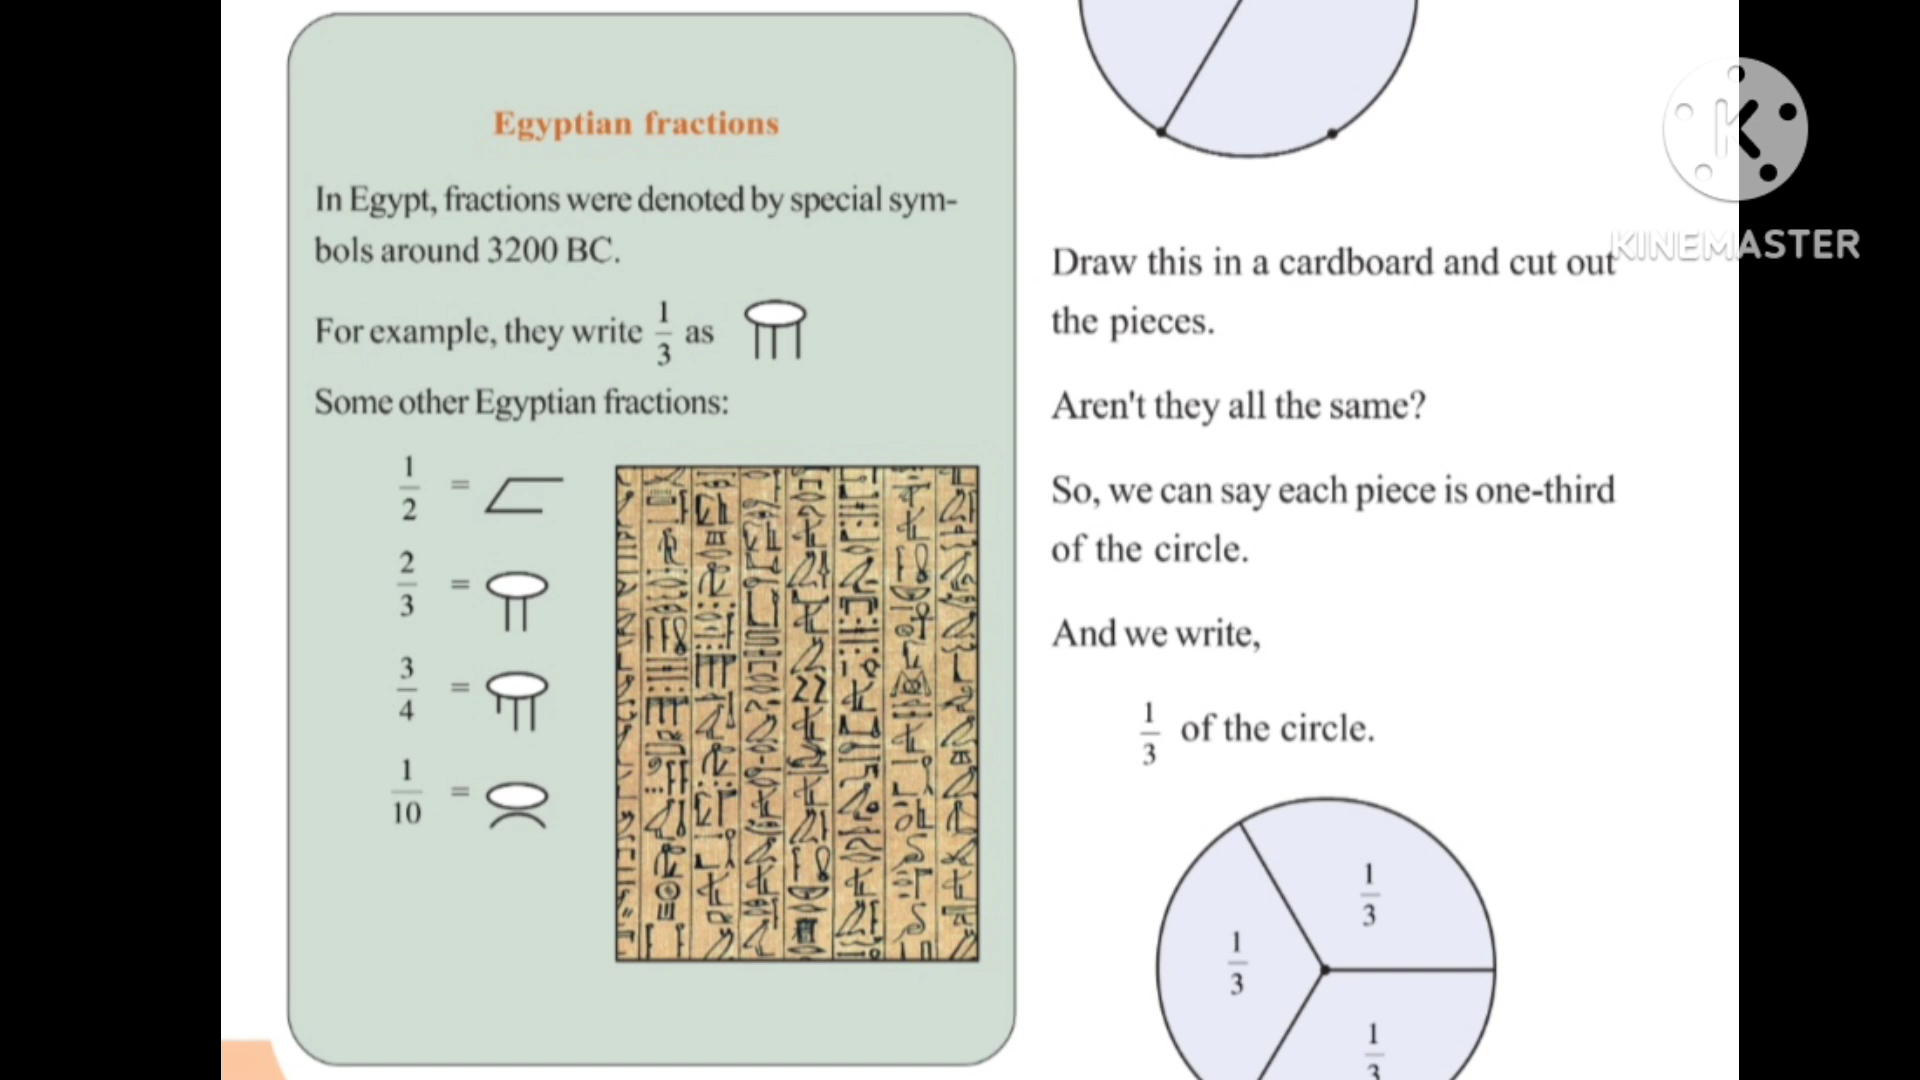 Egyptian fractions
In Egypt, fractions were denoted by special sym-
bols around 3200 BC.
For example, they write 1/3 as
Some other Egyptian fractions:
1/2 =
2/3 =
3/4 =
1/10 =
Draw this in a cardboard and cut out
the pieces.
Aren't they all the same?
So, we can say each piece is one-third
of the circle.
And we write,
1/3 of the circle.
1/3
1/3
1/3
KINEMASTER